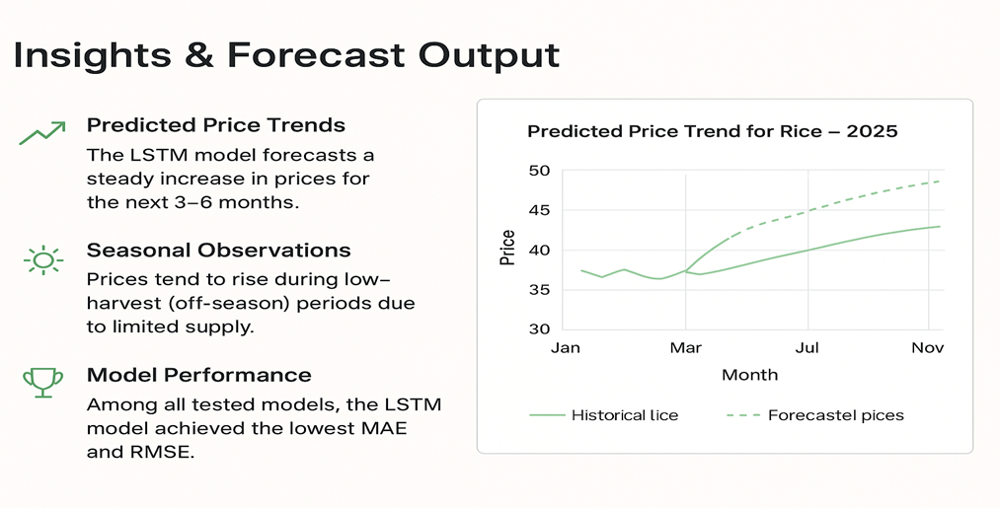 Insights & Forecast Output
Predicted Price Trends
The LSTM model forecasts a
steady increase in prices for
the next 3–6 months.
Seasonal Observations
Prices tend to rise during low–
harvest (off-season) periods due
to limited supply.
Model Performance
Among all tested models, the LSTM
model achieved the lowest MAE
and RMSE.
Predicted Price Trend for Rice – 2025
Price
50
45
40
35
30
Jan Mar Jul Nov
Month
Historical lice Forecastel pices